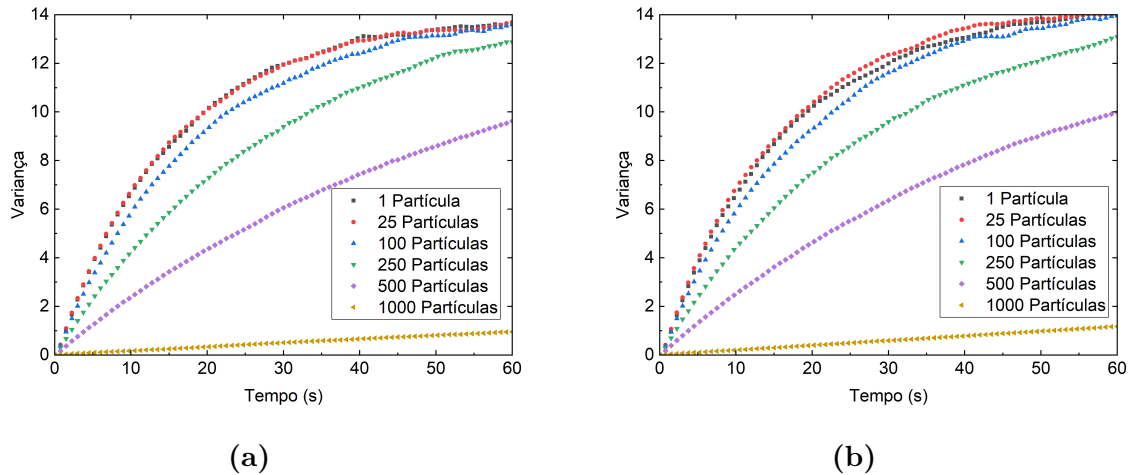 14
12
10
8
6
4
2
0
Variança
1 Partícula
25 Partículas
100 Partículas
250 Partículas
500 Partículas
1000 Partículas
0 10 20 30 40 50 60
Tempo (s)
(a)
14
12
10
8
6
4
2
0
Variança
1 Partícula
25 Partículas
100 Partículas
250 Partículas
500 Partículas
1000 Partículas
0 10 20 30 40 50 60
Tempo (s)
(b)